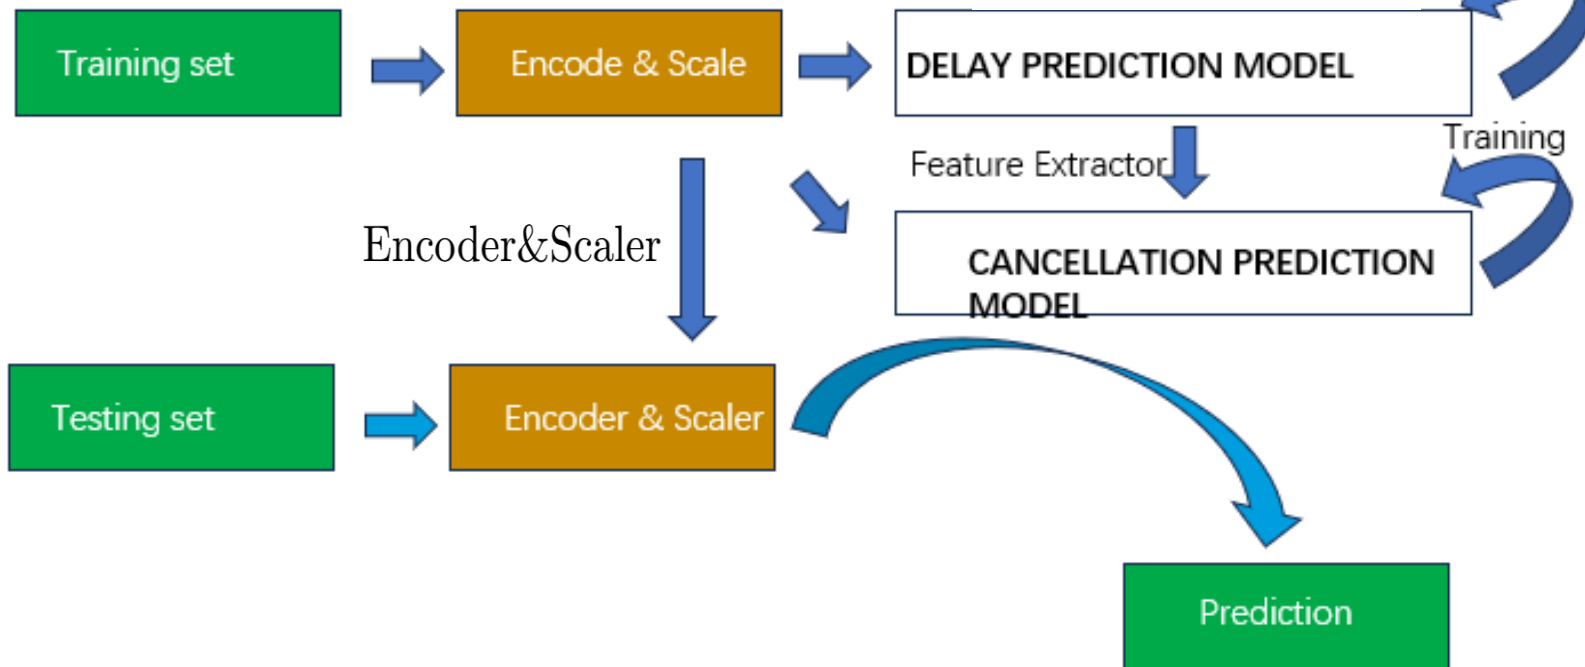 Training set
Encode & Scale
DELAY PREDICTION MODEL
Training
Feature Extractor
Encoder&Scaler
CANCELLATION PREDICTION
MODEL
Testing set
Encoder & Scaler
Prediction